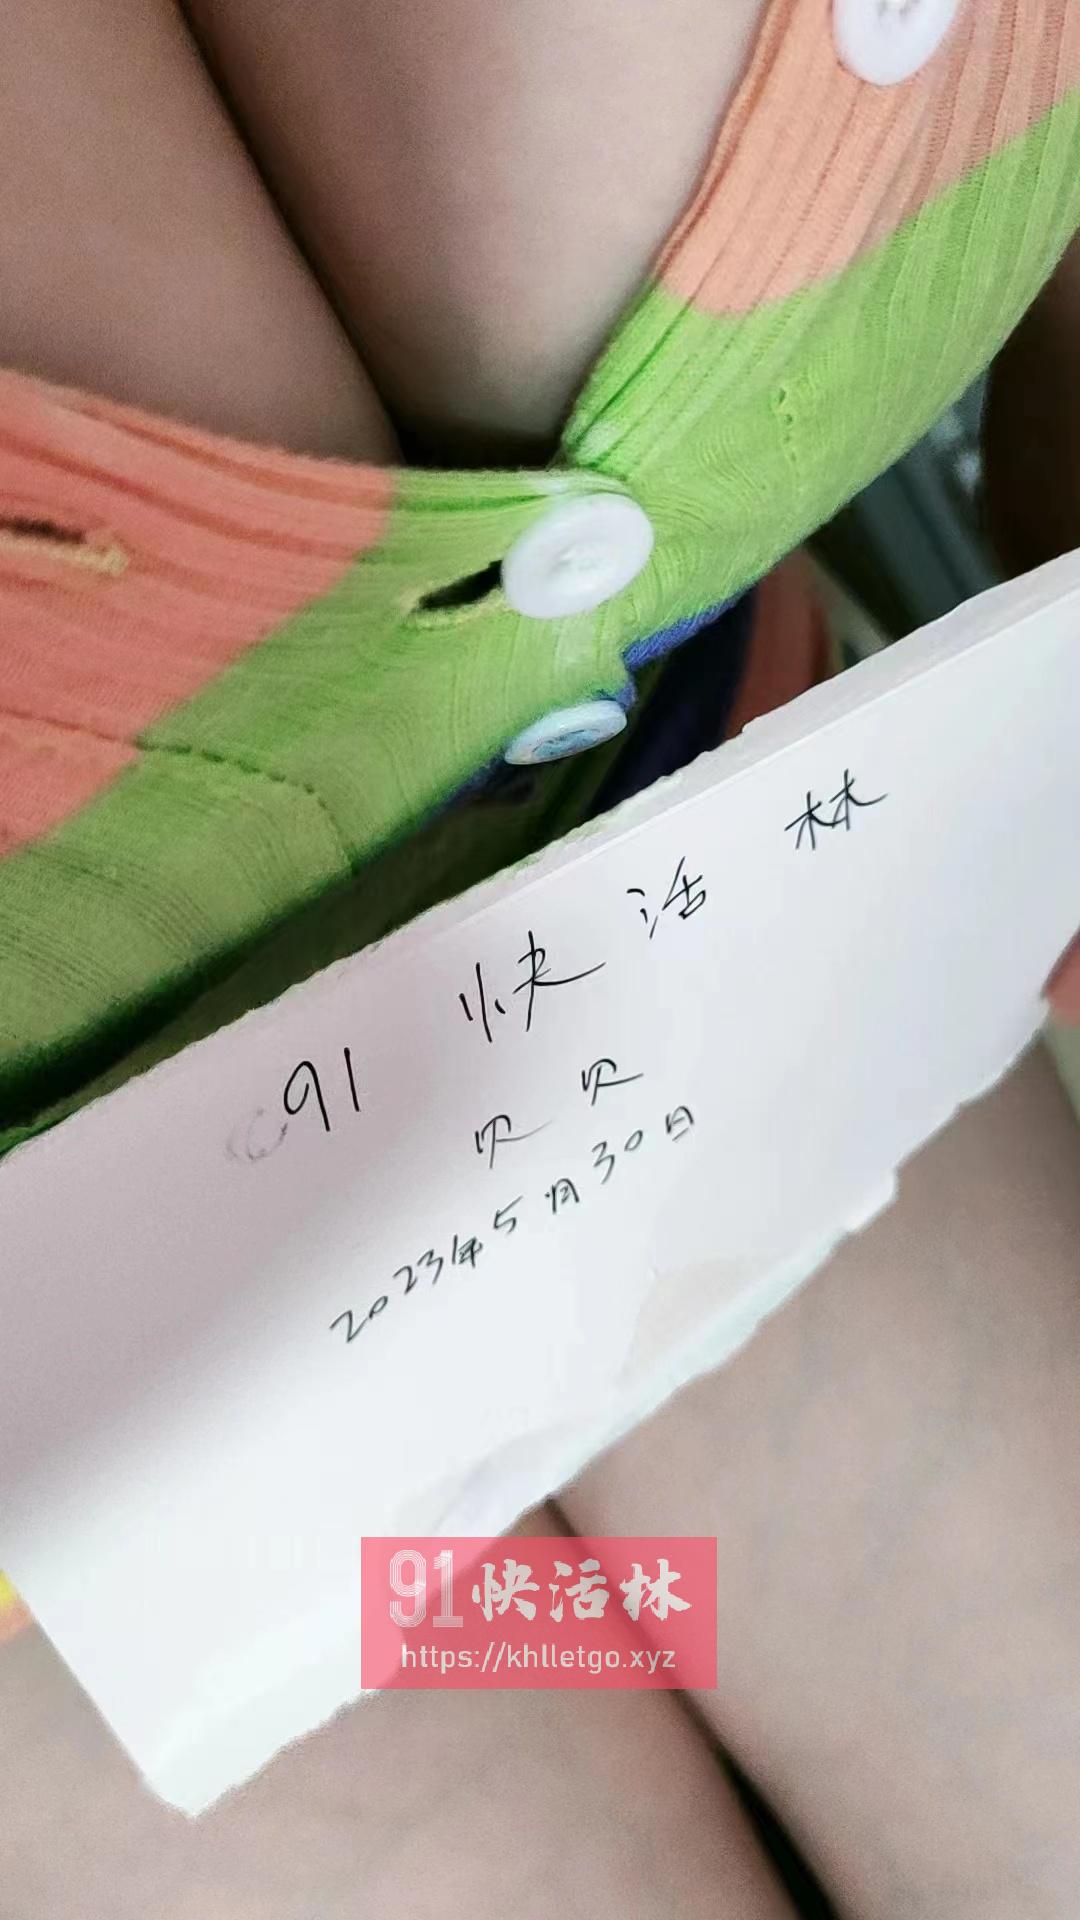 91 快活林
贝贝
2023年5月30日
91快活林
https://khlletgo.xyz